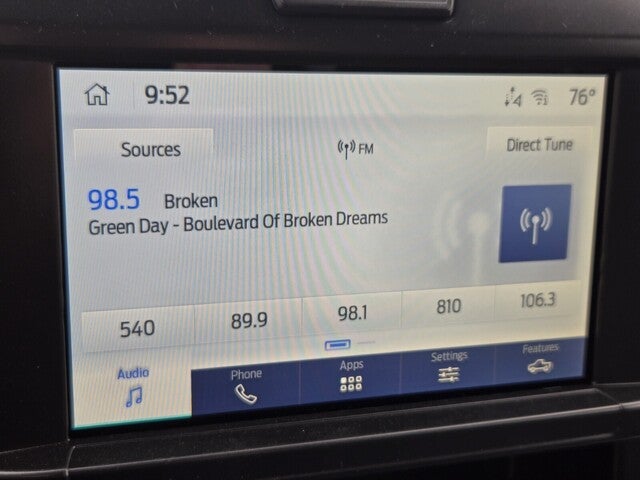 9:52 76°
Sources FM Direct Tune
98.5 Broken
Green Day - Boulevard Of Broken Dreams
540 89.9 98.1 810 106.3
Audio Phone Apps Settings Features